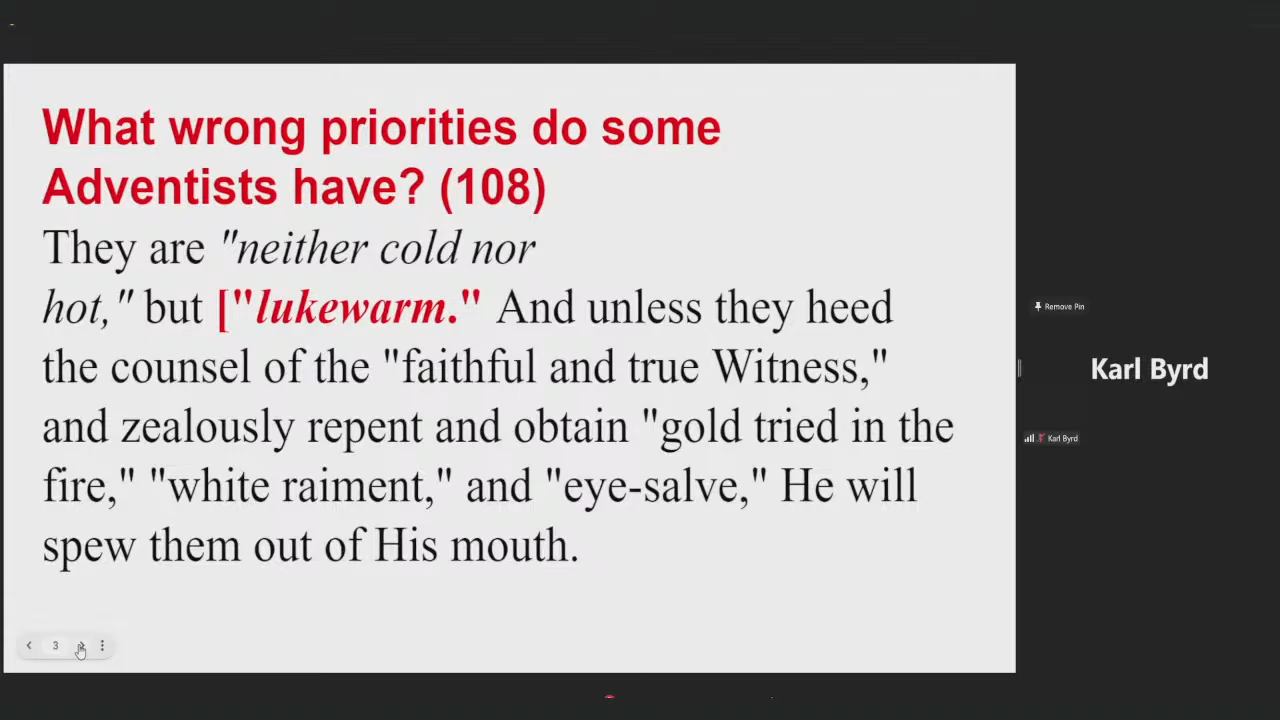 What wrong priorities do some
Adventists have? (108)
They are "neither cold nor
hot," but ["lukewarm." And unless they heed
the counsel of the "faithful and true Witness,"
and zealously repent and obtain "gold tried in the
fire," "white raiment," and "eye-salve," He will
spew them out of His mouth.
3
Remove Pin
Karl Byrd
Karl Byrd